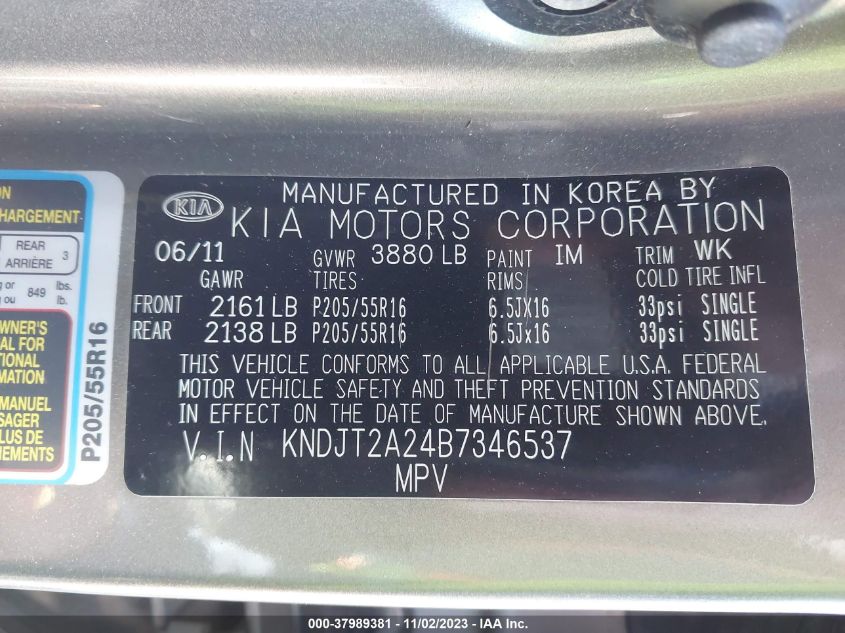 ON
HARGEMENT
REAR
ARRIÈRE 3
g or 849 lbs.
ou lb.
WNER'S
AL FOR
TIONAL
MATION
MANUEL
SAGER
LUS DE
NEMENTS
P205/55R16
KIA MANUFACTURED IN KOREA BY
KIA MOTORS CORPORATION
06/11 GVWR 3880 LB PAINT IM TRIM WK
GAWR TIRES RIMS COLD TIRE INFL
FRONT 2161 LB P205/55R16 6.5JX16 33psi SINGLE
REAR 2138 LB P205/55R16 6.5Jx16 33psi SINGLE
THIS VEHICLE CONFORMS TO ALL APPLICABLE U.S.A. FEDERAL
MOTOR VEHICLE SAFETY AND THEFT PREVENTION STANDARDS
IN EFFECT ON THE DATE OF MANUFACTURE SHOWN ABOVE.
V.I.N KNDJT2A24B7346537
MPV
000-37989381 - 11/02/2023 - IAA Inc.